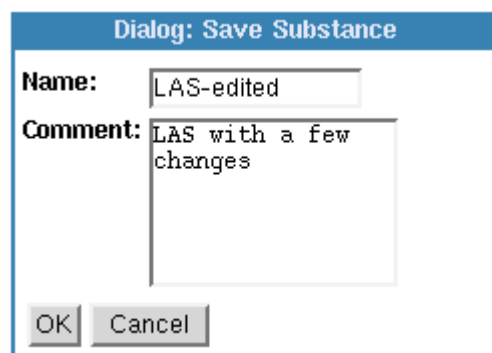 Dialog: Save Substance
Name: LAS-edited
Comment: LAS with a few
changes
OK Cancel